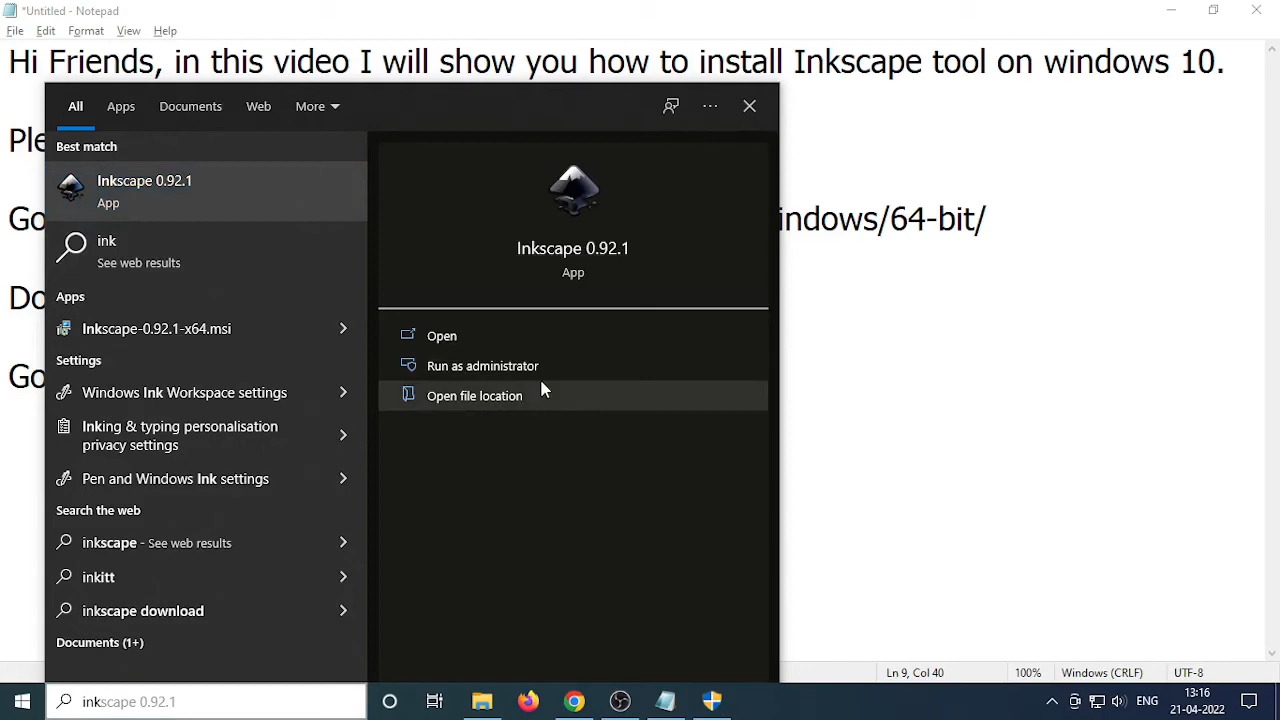 *Untitled - Notepad
File Edit Format View Help
Hi Friends, in this video I will show you how to install Inkscape tool on windows 10.
All Apps Documents Web More
Ple
Best match
Inkscape 0.92.1
App
Go
indows/64-bit/
ink
See web results
Inkscape 0.92.1
App
Apps
Do
Inkscape-0.92.1-x64.msi
Open
Settings
Run as administrator
Go
Windows Ink Workspace settings
Open file location
Inking & typing personalisation
privacy settings
Pen and Windows Ink settings
Search the web
inkscape - See web results
inkitt
inkscape download
Documents (1+)
Ln 9, Col 40 100% Windows (CRLF) UTF-8
inkscape 0.92.1
ENG
13:16
21-04-2022